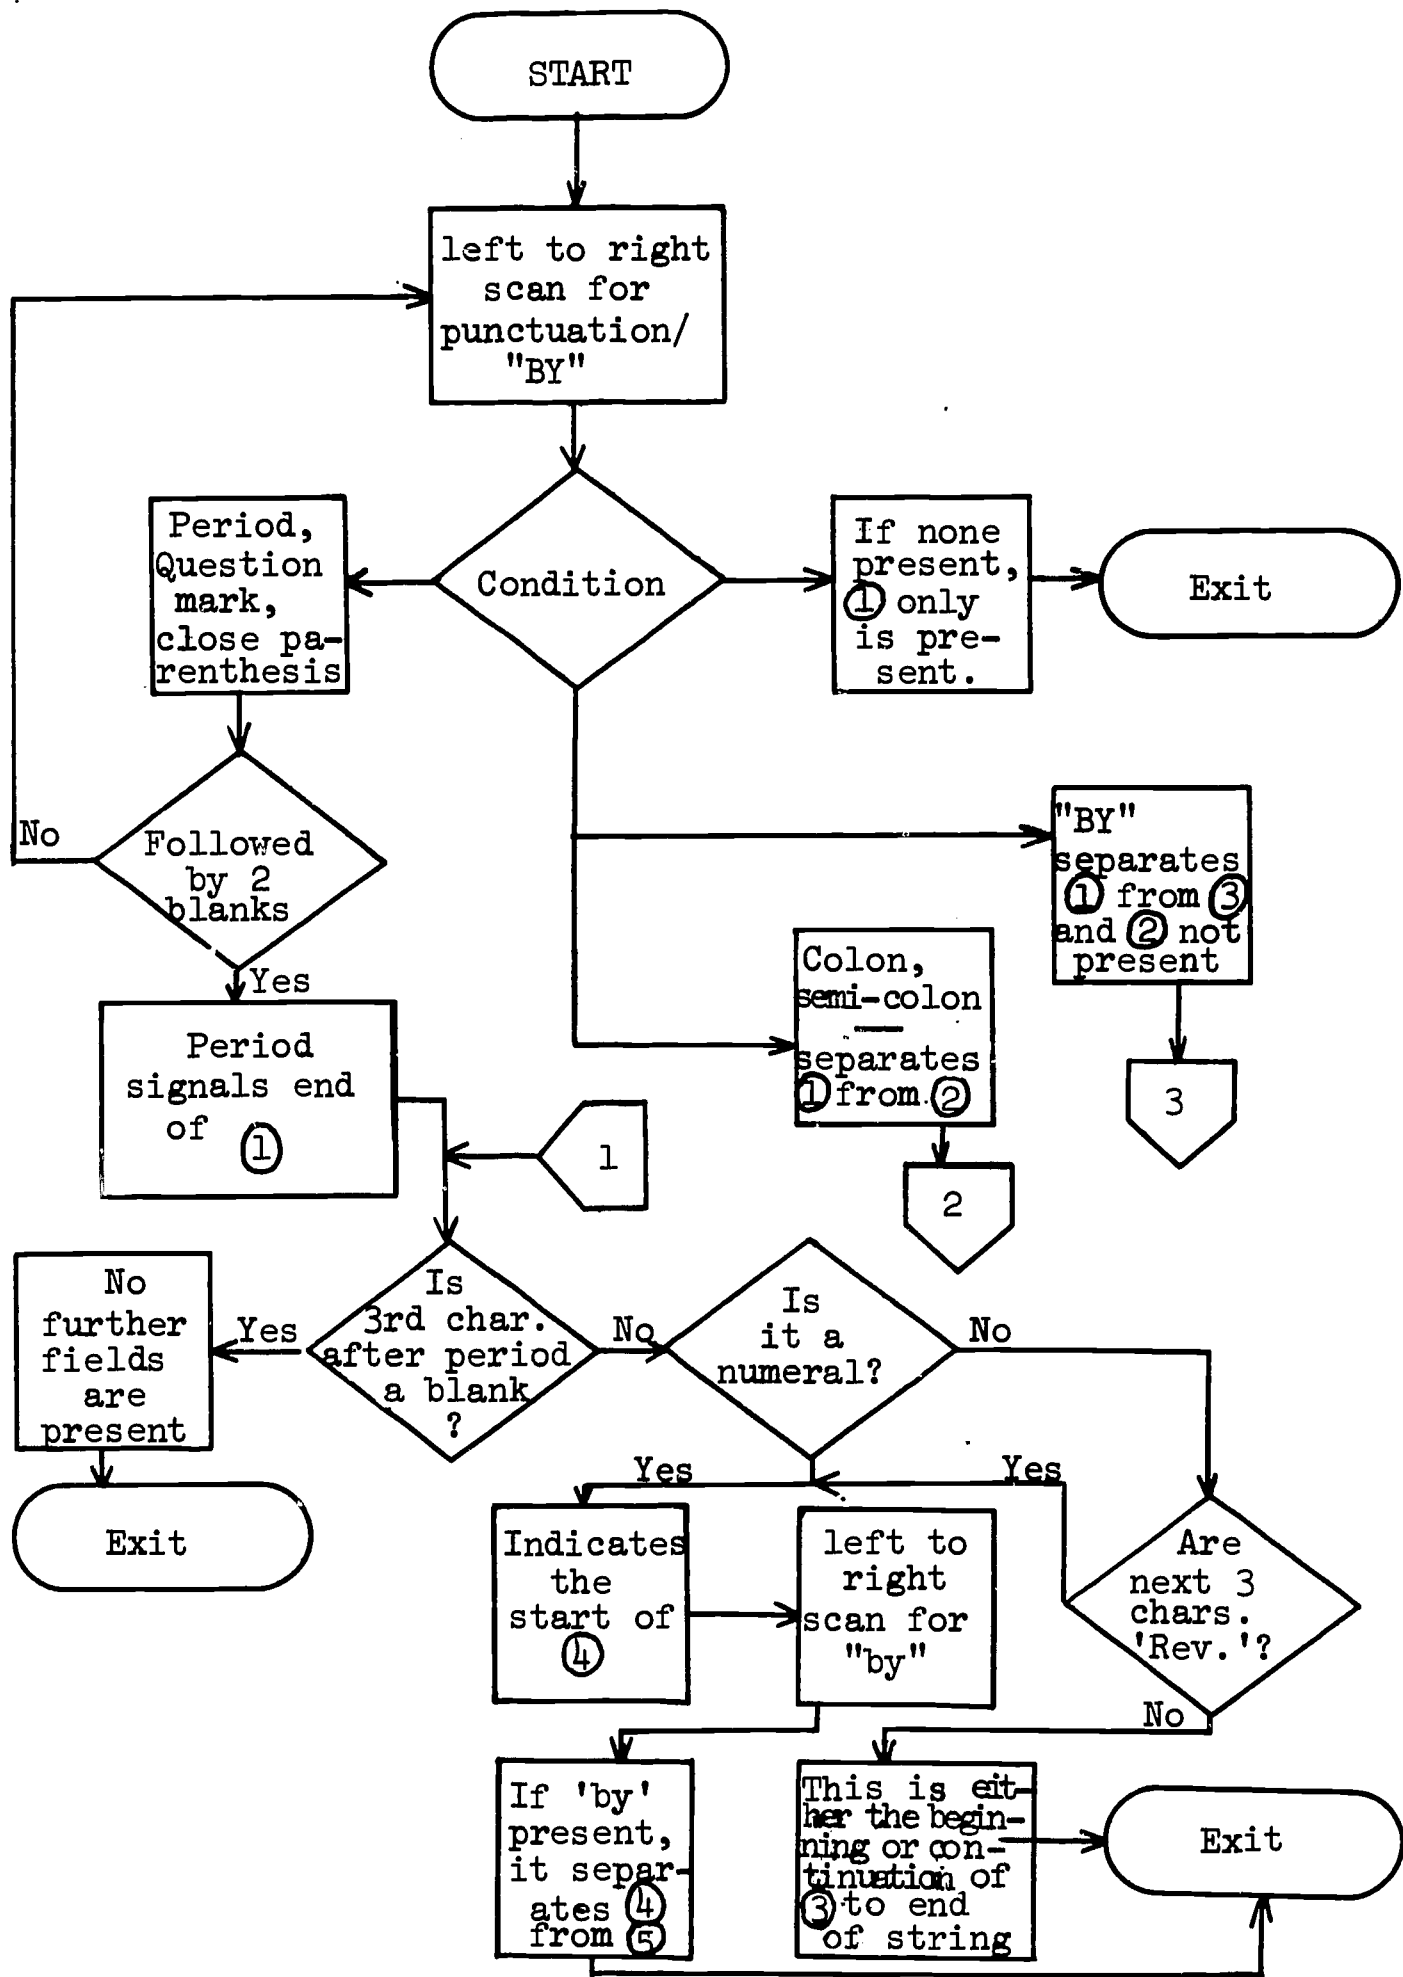 START
left to right
scan for
punctuation/
"BY"
Condition
Period,
Question
mark,
close pa-
renthesis
If none
present,
① only
is pre-
sent.
Exit
No
Followed
by 2
blanks
Yes
"BY"
separates
① from ③
and ② not
present
3
Colon,
semi-colon
—
separates
① from ②
2
Period
signals end
of ①
1
No
further
fields
are
present
Yes
Is
3rd char.
after period
a blank
?
No
Is
it a
numeral?
No
Exit
Yes
Yes
Indicates
the
start of
④
left to
right
scan for
"by"
Are
next 3
chars.
'Rev.'?
No
If 'by'
present,
it separ-
ates ④
from ⑤
This is eit-
her the begin-
ning or con-
tinuation of
③ to end
of string
Exit